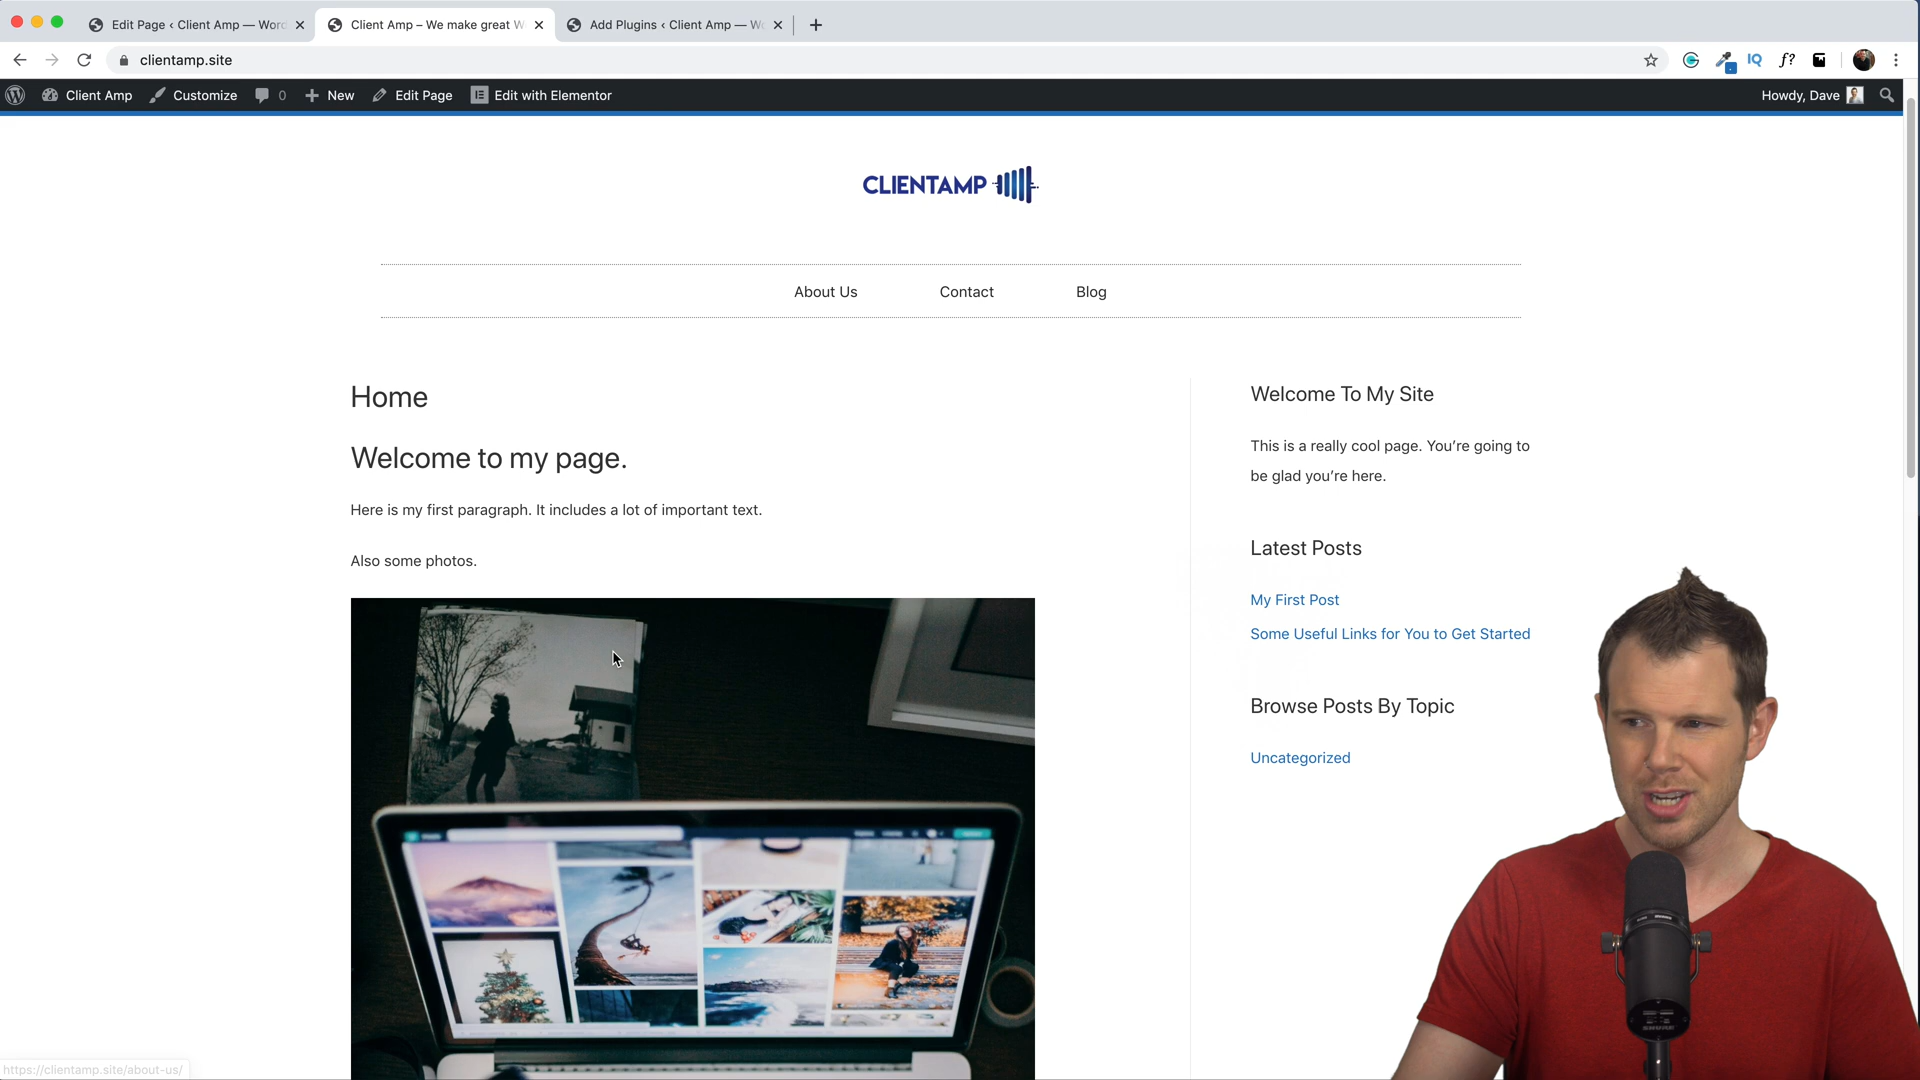 Edit Page ‹ Client Amp — Word
Client Amp – We make great W
Add Plugins ‹ Client Amp — Wo
clientamp.site
IQ
f?
Client Amp
Customize
0
New
Edit Page
Edit with Elementor
Howdy, Dave
CLIENTAMP
About Us
Contact
Blog
Home
Welcome to my page.
Here is my first paragraph. It includes a lot of important text.
Also some photos.
Welcome To My Site
This is a really cool page. You’re going to
be glad you’re here.
Latest Posts
My First Post
Some Useful Links for You to Get Started
Browse Posts By Topic
Uncategorized
https://clientamp.site/about-us/